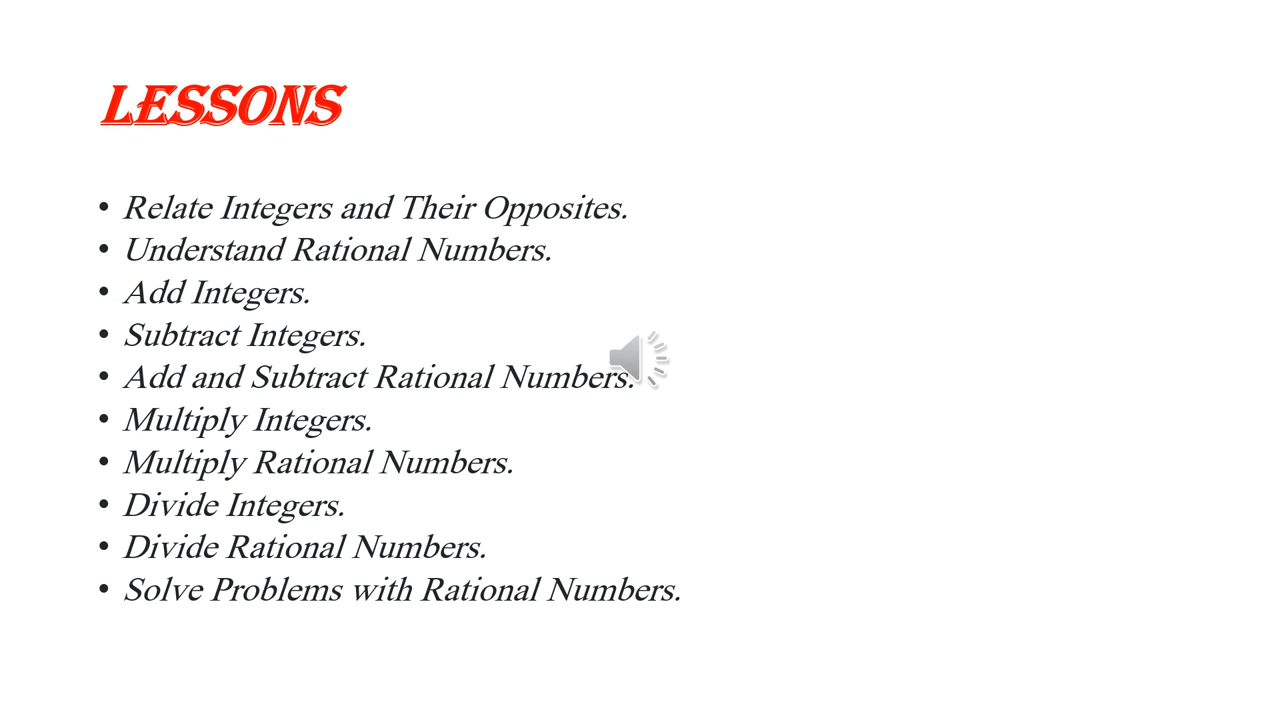 LESSONS
• Relate Integers and Their Opposites.
• Understand Rational Numbers.
• Add Integers.
• Subtract Integers.
• Add and Subtract Rational Numbers.
• Multiply Integers.
• Multiply Rational Numbers.
• Divide Integers.
• Divide Rational Numbers.
• Solve Problems with Rational Numbers.